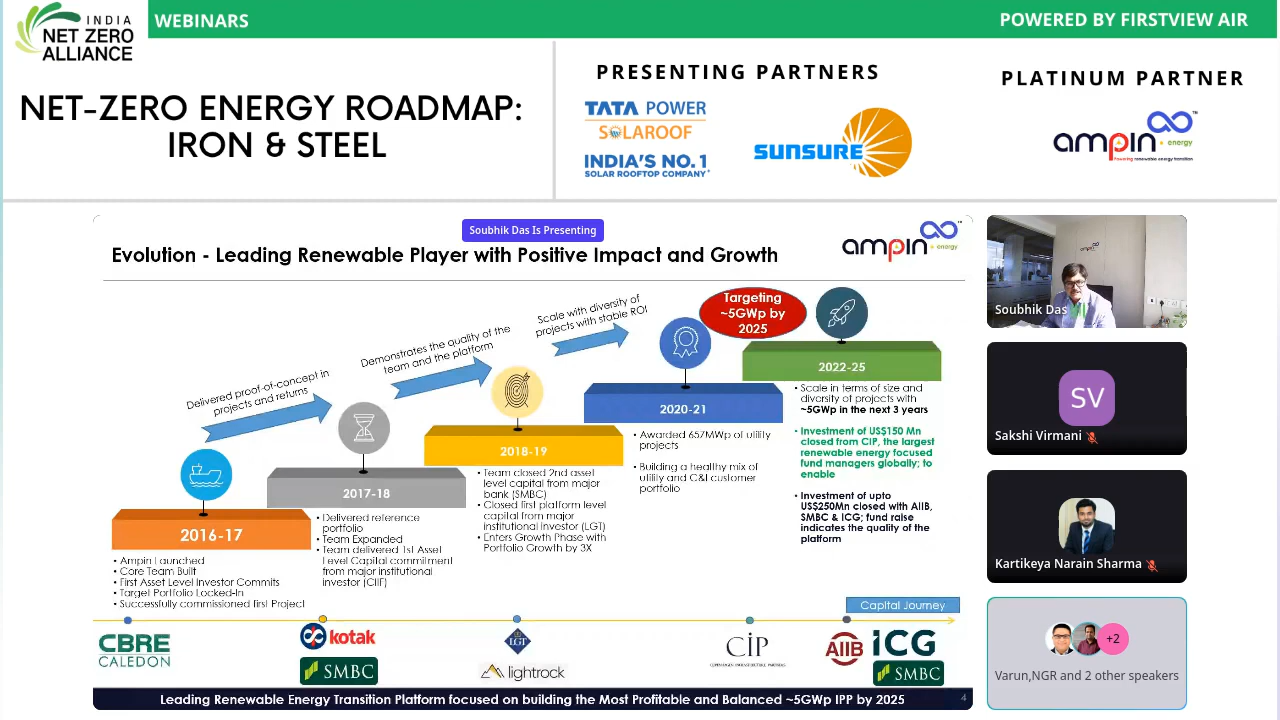 INDIA
NET ZERO
ALLIANCE
WEBINARS
POWERED BY FIRSTVIEW AIR
NET-ZERO ENERGY ROADMAP:
IRON & STEEL
PRESENTING PARTNERS
TATA POWER
SOLAROOF
INDIA'S NO.1
SOLAR ROOFTOP COMPANY*
SUNSURE
PLATINUM PARTNER
ampin energy
Powering renewable energy transition
Soubhik Das Is Presenting
Evolution - Leading Renewable Player with Positive Impact and Growth
ampin energy
Delivered proof-of-concept in
projects and returns
Demonstrates the quality of the
team and the platform
Scale with diversity of
projects with stable ROI
Targeting
~5GWp by
2025
2016-17
• Ampin Launched
• Core Team Built
• First Asset Level Investor Commits
• Target Portfolio Locked-In
• Successfully commissioned first Project
2017-18
• Delivered reference
portfolio
• Team Expanded
• Team delivered 1st Asset
Level Capital commitment
from major institutional
investor (CIIF)
2018-19
• Team closed 2nd asset
level capital from major
bank (SMBC)
• Closed first platform level
capital from major
institutional investor (LGT)
• Enters Growth Phase with
Portfolio Growth by 3X
2020-21
• Awarded 657MWp of utility
projects
• Building a healthy mix of
utility and C&I customer
portfolio
2022-25
• Scale in terms of size and
diversity of projects with
~5GWp in the next 3 years
• Investment of US$150 Mn
closed from CIP, the largest
renewable energy focused
fund managers globally; to
enable
• Investment of upto
US$250Mn closed with AIIB,
SMBC & ICG; fund raise
indicates the quality of the
platform
Capital Journey
CBRE
CALEDON
kotak
SMBC
LGT
lightrock
CIP
COPENHAGEN INFRASTRUCTURE PARTNERS
AIIB
ICG
SMBC
Leading Renewable Energy Transition Platform focused on building the Most Profitable and Balanced ~5GWp IPP by 2025
4
Soubhik Das
SV
Sakshi Virmani
Kartikeya Narain Sharma
+2
Varun,NGR and 2 other speakers